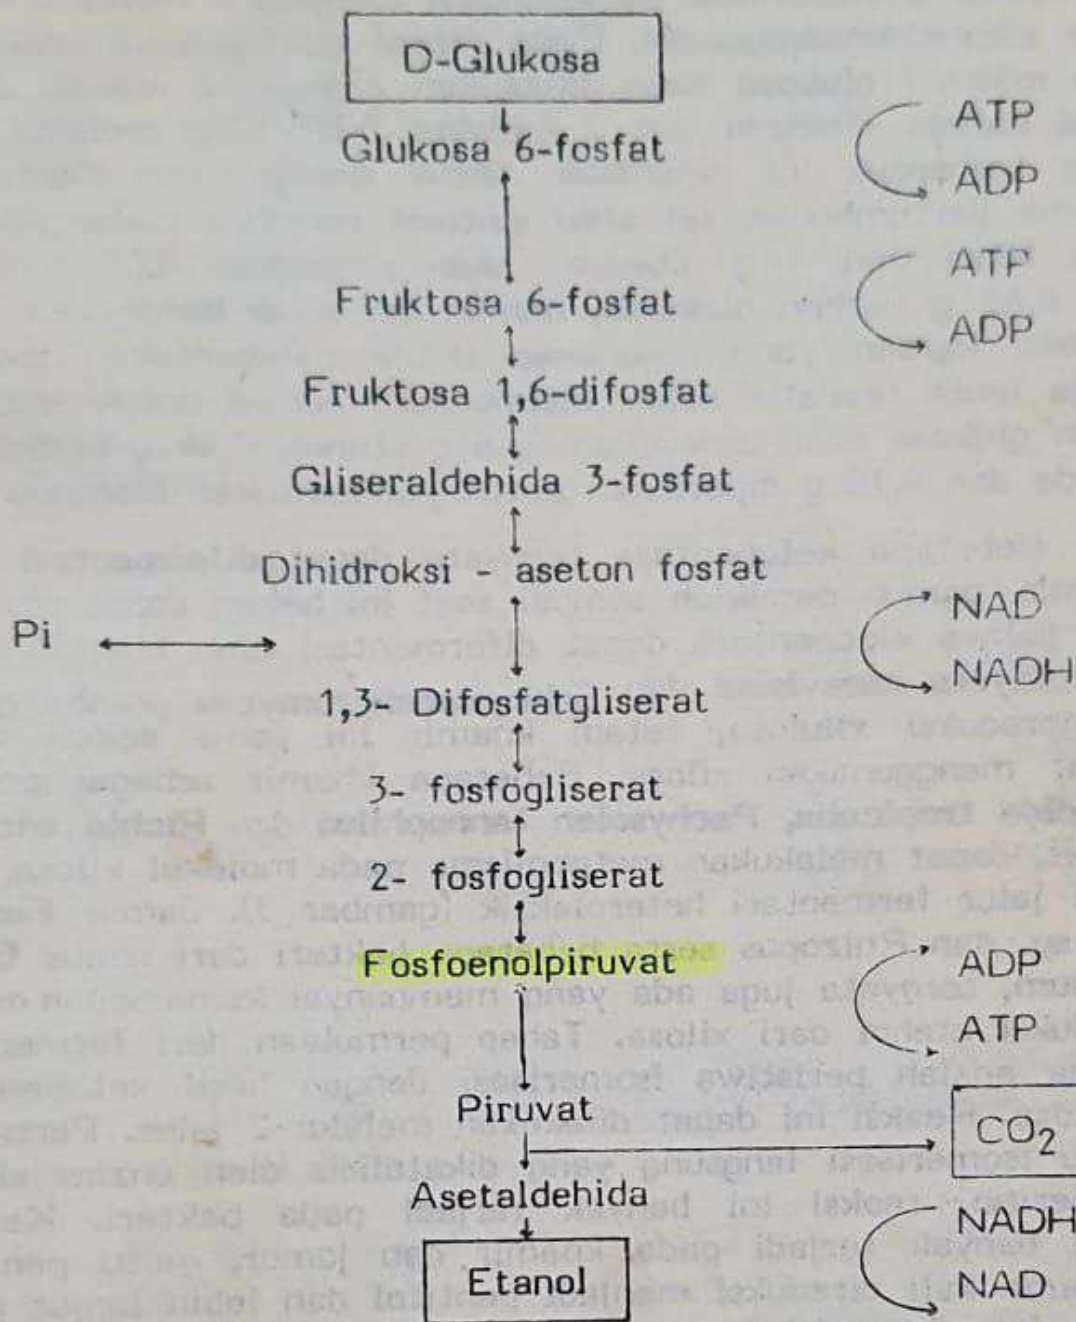 D-Glukosa
ATP
Glukosa 6-fosfat
ADP
ATP
Fruktosa 6-fosfat
ADP
Fruktosa 1,6-difosfat
Gliseraldehida 3-fosfat
Dihidroksi - aseton fosfat
NAD
Pi
NADH
1,3- Difosfatgliserat
3- fosfogliserat
2- fosfogliserat
Fosfoenolpiruvat
ADP
ATP
Piruvat
CO2
Asetaldehida
NADH
Etanol
NAD